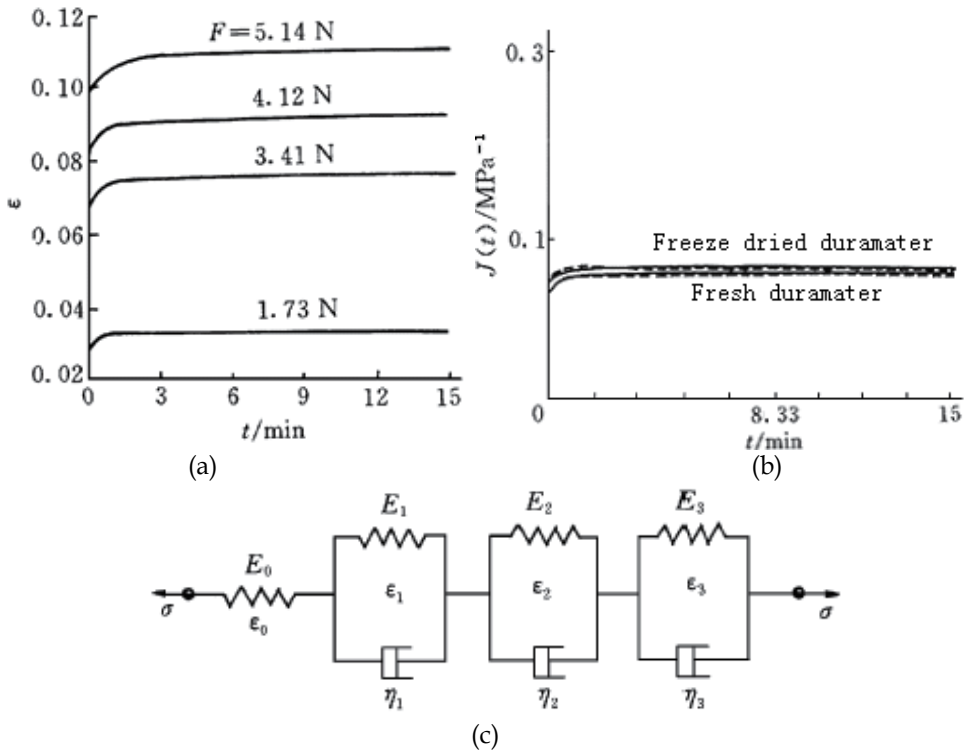 0.12
0.10
0.08
0.06
0.04
0.02
ε
F=5.14 N
4.12 N
3.41 N
1.73 N
0 3 6 9 12 15
t/min
(a)
0.3
0.1
J(t)/MPa⁻¹
Freeze dried duramater
Fresh duramater
0 8.33 15
t/min
(b)
E₁ E₂ E₃
E₀
ε₁ ε₂ ε₃
σ ε₀ σ
η₁ η₂ η₃
(c)